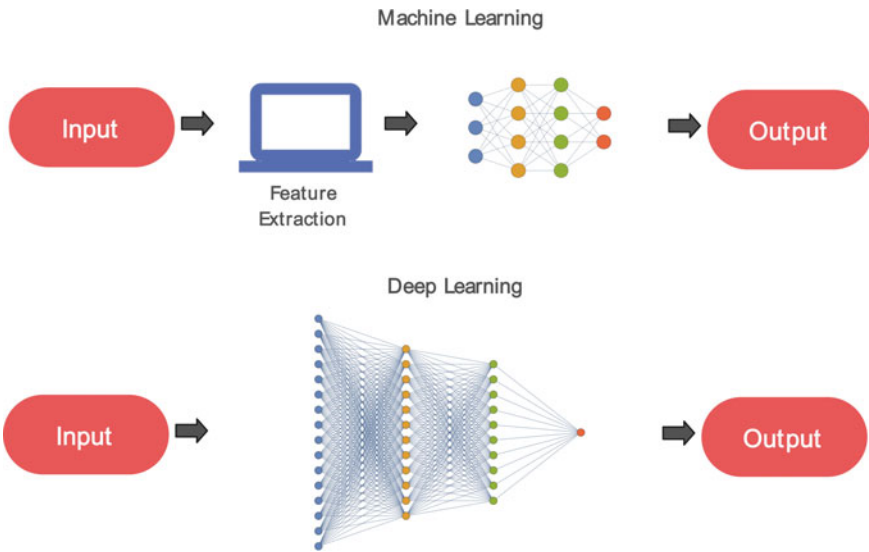 Machine Learning
Input
Output
Feature
Extraction
Deep Learning
Input
Output